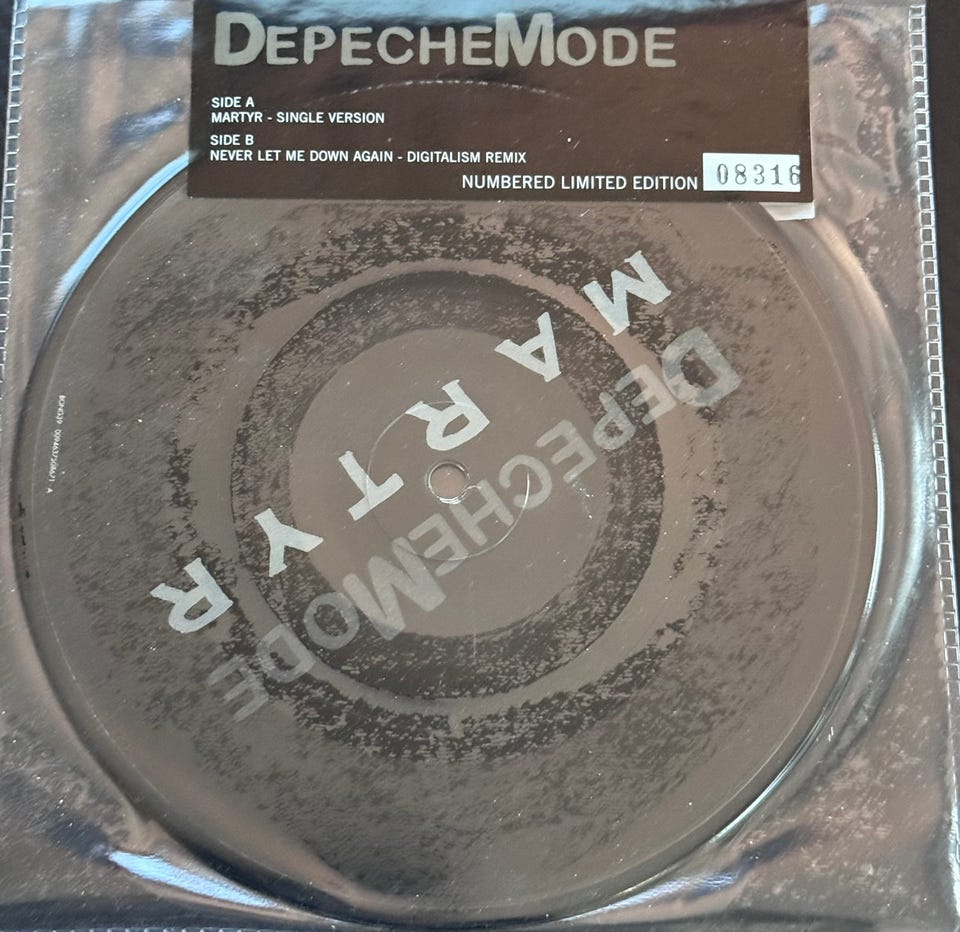 DEPECHEMODE
SIDE A
MARTYR - SINGLE VERSION
SIDE B
NEVER LET ME DOWN AGAIN - DIGITALISM REMIX
NUMBERED LIMITED EDITION 08316
MARTYR
DEPECHEMODE